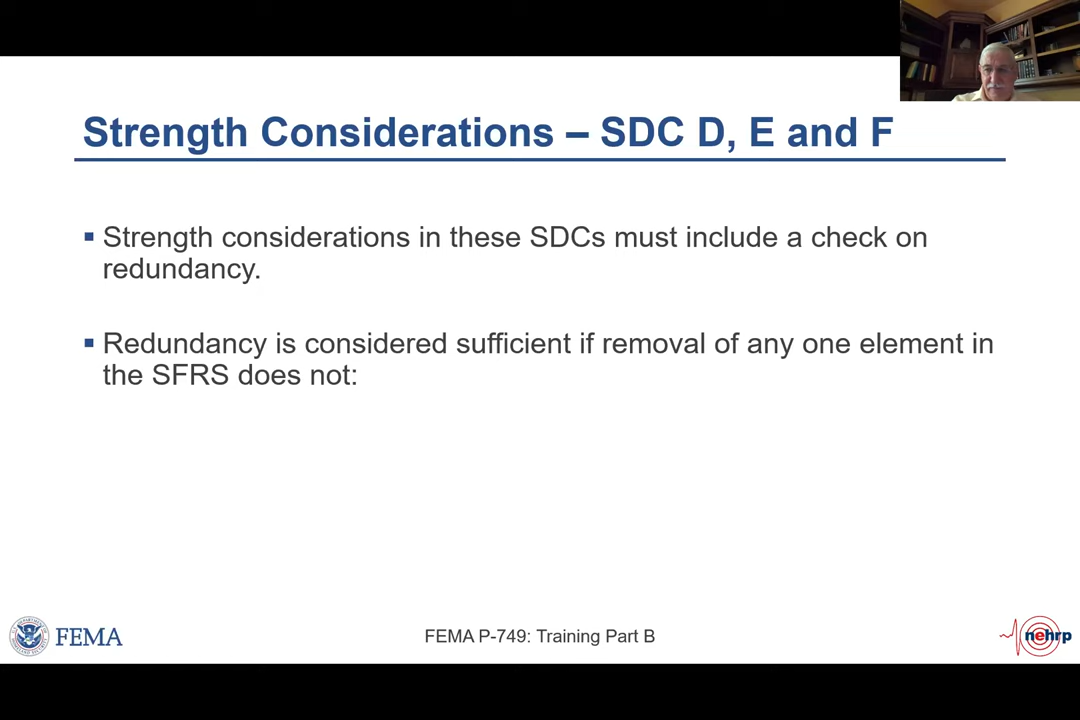 Strength Considerations – SDC D, E and F
▪ Strength considerations in these SDCs must include a check on
redundancy.
▪ Redundancy is considered sufficient if removal of any one element in
the SFRS does not:
FEMA
FEMA P-749: Training Part B
nehrp